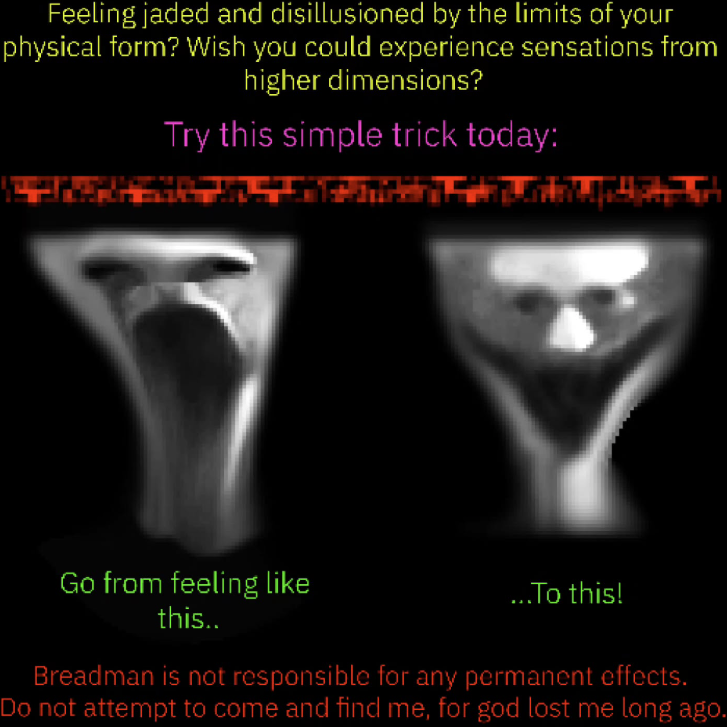 Feeling jaded and disillusioned by the limits of your
physical form? Wish you could experience sensations from
higher dimensions?
Try this simple trick today:
Go from feeling like
this..
...To this!
Breadman is not responsible for any permanent effects.
Do not attempt to come and find me, for god lost me long ago.